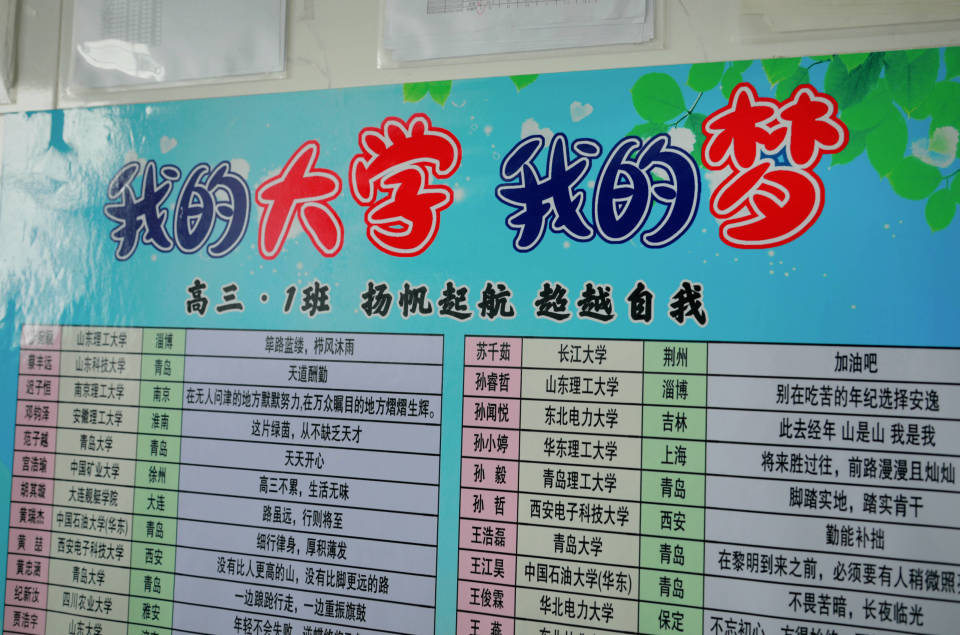 我的大学 我的梦
高三·1班 扬帆起航 超越自我
山东理工大学 淄博 筚路蓝缕，栉风沐雨
蔡丰远 山东科技大学 青岛 天道酬勤
迟子恒 南京理工大学 南京 在无人问津的地方默默努力,在万众瞩目的地方熠熠生辉。
邓钧泽 安徽理工大学 淮南 这片绿茵，从不缺乏天才
范子越 青岛大学 青岛 天天开心
宫浩瑜 中国矿业大学 徐州 高三不累，生活无味
胡其璇 大连舰艇学院 大连 路虽远，行则将至
黄瑞杰 中国石油大学(华东) 青岛 细行律身，厚积薄发
黄喆 西安电子科技大学 西安 没有比人更高的山，没有比脚更远的路
黄忠涵 青岛大学 青岛 一边踉跄行走，一边重振旗鼓
纪新汝 四川农业大学 雅安
贾浩宇
苏千茹 长江大学 荆州 加油吧
孙睿哲 山东理工大学 淄博 别在吃苦的年纪选择安逸
孙闻悦 东北电力大学 吉林 此去经年 山是山 我是我
孙小婷 华东理工大学 上海 将来胜过往，前路漫漫且灿灿
孙毅 青岛理工大学 青岛 脚踏实地，踏实肯干
孙哲 西安电子科技大学 西安 勤能补拙
王浩磊 青岛大学 青岛 在黎明到来之前，必须要有人稍微照亮
王江昊 中国石油大学(华东) 青岛 不畏苦暗，长夜临光
王俊霖 华北电力大学 保定
王燕